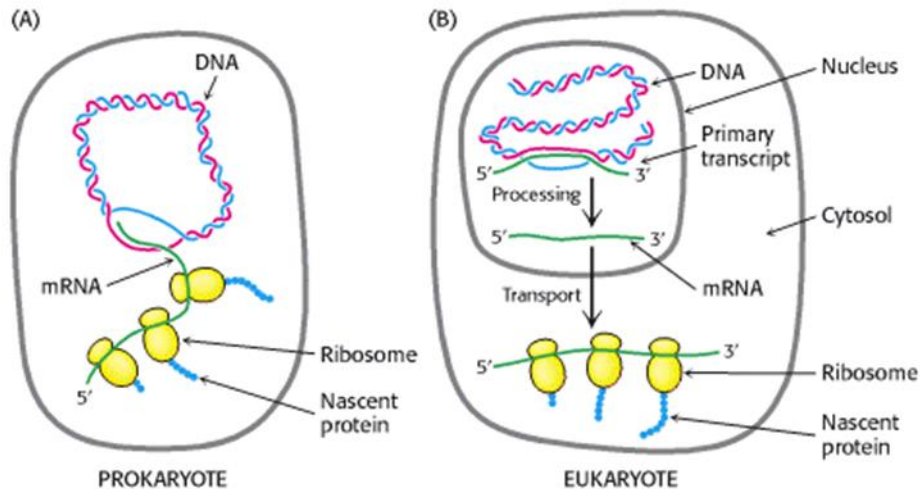 (A)
DNA
mRNA
Ribosome
Nascent
protein
5′
PROKARYOTE
(B)
DNA
Nucleus
Primary
transcript
5′
3′
Processing
Cytosol
5′
3′
mRNA
Transport
5′
3′
Ribosome
Nascent
protein
EUKARYOTE